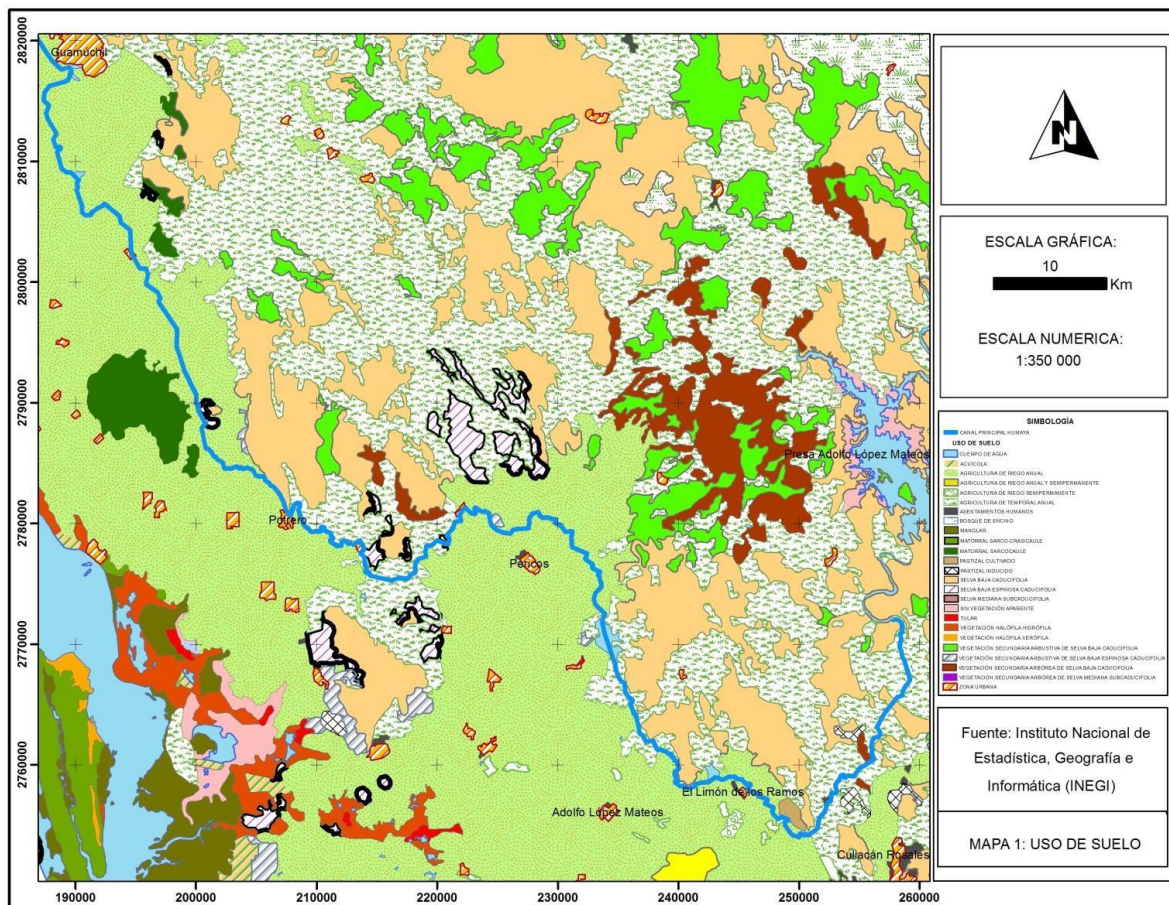 2820000
2810000
2800000
2790000
2780000
2770000
2760000
190000
200000
210000
220000
230000
240000
250000
260000
Guamuchil
Presa Adolfo López Mateos
Potrero
Pericos
El Limón de los Ramos
Adolfo López Mateos
Culiacán Rosales
N
ESCALA GRÁFICA:
10
Km
ESCALA NUMERICA:
1:350 000
SIMBOLOGÍA
CANAL PRINCIPAL HUMAYA
USO DE SUELO
CUERPO DE AGUA
ACUÍCOLA
AGRICULTURA DE RIEGO ANUAL
AGRICULTURA DE RIEGO ANUAL Y SEMIPERMANENTE
AGRICULTURA DE RIEGO SEMIPERMANENTE
AGRICULTURA DE TEMPORAL ANUAL
ASENTAMIENTOS HUMANOS
BOSQUE DE ENCINO
MANGLAR
MATORRAL SARCO-CRASICAULE
MATORRAL SARCOCAULE
PASTIZAL CULTIVADO
PASTIZAL INDUCIDO
SELVA BAJA CADUCIFOLIA
SELVA BAJA ESPINOSA CADUCIFOLIA
SELVA MEDIANA SUBCADUCIFOLIA
SIN VEGETACIÓN APARENTE
TULAR
VEGETACIÓN HALÓFILA HIDRÓFILA
VEGETACIÓN HALÓFILA XERÓFILA
VEGETACIÓN SECUNDARIA ARBUSTIVA DE SELVA BAJA CADUCIFOLIA
VEGETACIÓN SECUNDARIA ARBUSTIVA DE SELVA BAJA ESPINOSA CADUCIFOLIA
VEGETACIÓN SECUNDARIA ARBÓREA DE SELVA BAJA CADUCIFOLIA
VEGETACIÓN SECUNDARIA ARBÓREA DE SELVA MEDIANA SUBCADUCIFOLIA
ZONA URBANA
Fuente: Instituto Nacional de
Estadística, Geografía e
Informática (INEGI)
MAPA 1: USO DE SUELO